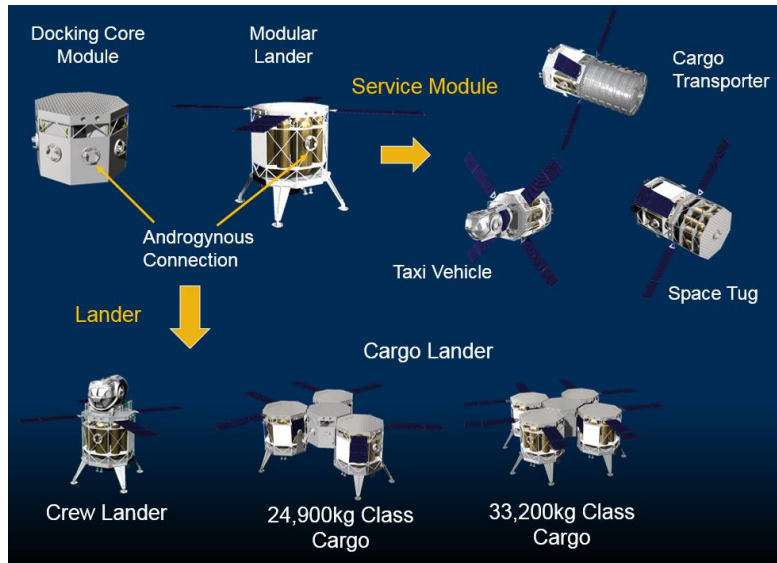 Docking Core
Module
Modular
Lander
Service Module
Cargo
Transporter
Androgynous
Connection
Taxi Vehicle
Space Tug
Lander
Cargo Lander
Crew Lander
24,900kg Class
Cargo
33,200kg Class
Cargo